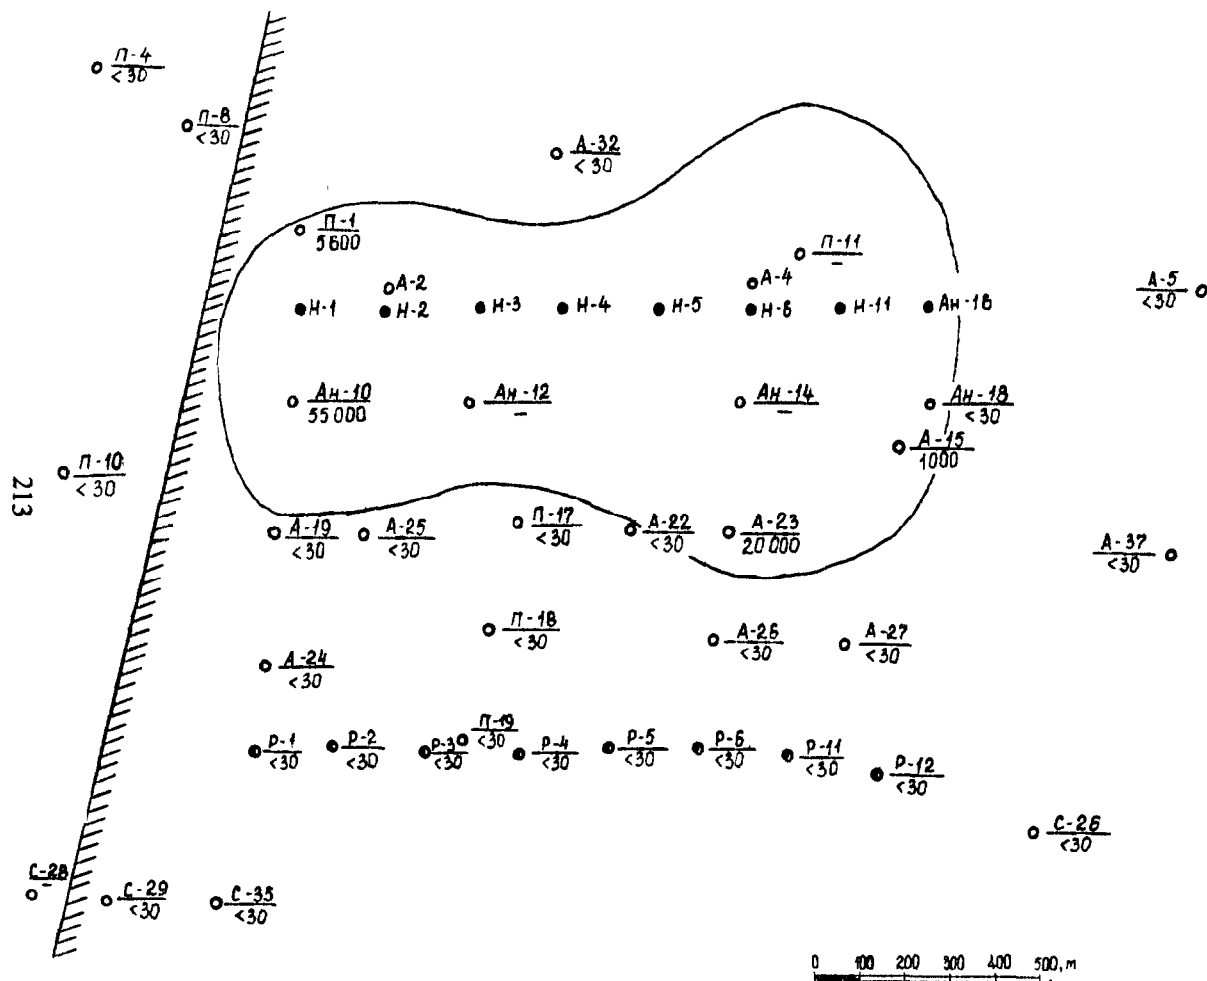 П-4
<30
П-8
<30
А-32
<30
П-1
5600
П-11
–
А-2
А-4
А-5
<30
Н-1
Н-2
Н-3
Н-4
Н-5
Н-6
Н-11
Ан-16
Ан-10
55000
Ан-12
–
Ан-14
–
Ан-18
<30
А-15
1000
П-10
<30
213
А-19
<30
А-25
<30
П-17
<30
А-22
<30
А-23
20000
А-37
<30
П-18
<30
А-26
<30
А-27
<30
А-24
<30
Р-1
<30
Р-2
<30
Р-3
<30
П-19
<30
Р-4
<30
Р-5
<30
Р-6
<30
Р-11
<30
Р-12
<30
С-26
<30
С-28
–
С-29
<30
С-35
<30
0 100 200 300 400 500, м